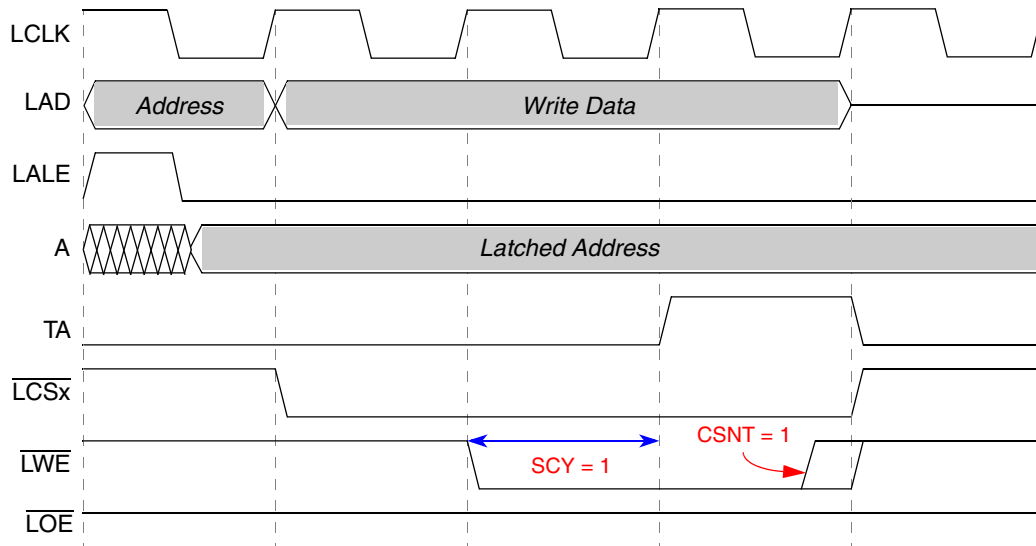 LCLK
LAD
Address
Write Data
LALE
A
Latched Address
TA
LCSx
LWE
SCY = 1
CSNT = 1
LOE